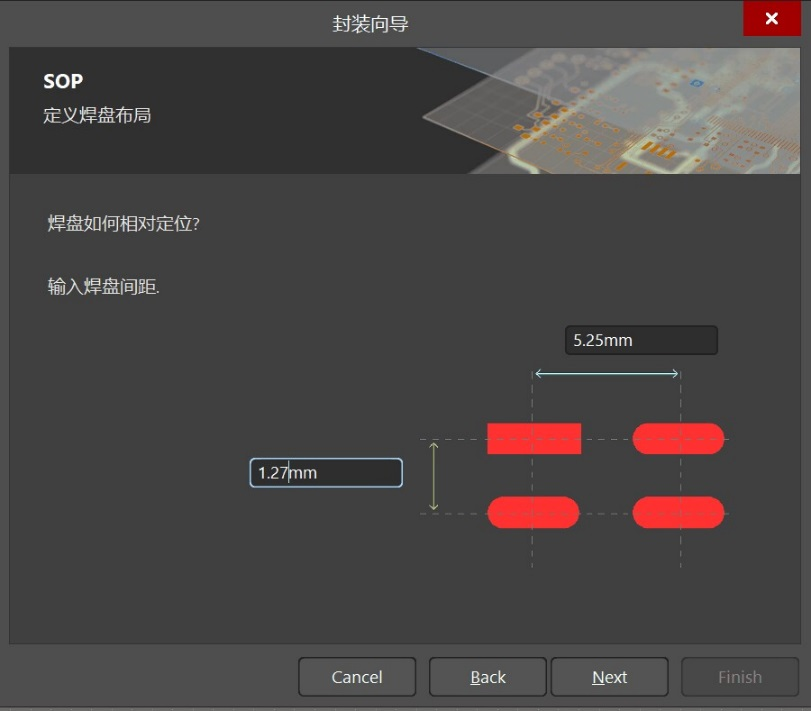 封装向导
SOP
定义焊盘布局
焊盘如何相对定位?
输入焊盘间距.
5.25mm
1.27mm
Cancel
Back
Next
Finish